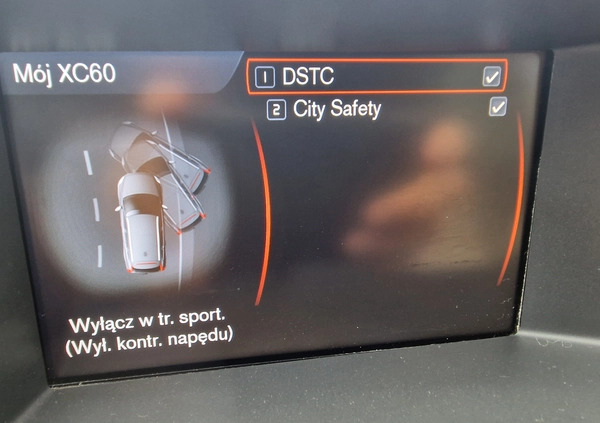 Mój XC60
1 DSTC
2 City Safety
Wyłącz w tr. sport.
(Wył. kontr. napędu)